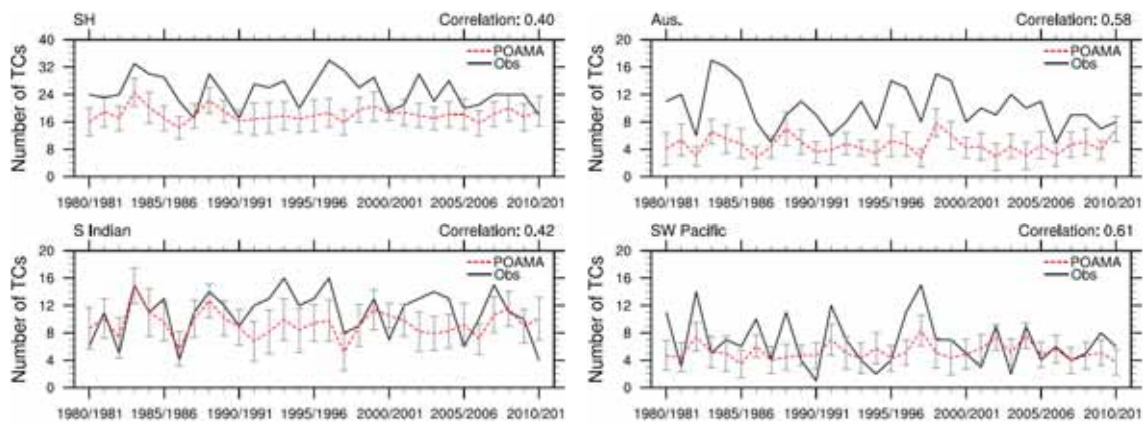 SH Correlation: 0.40
Number of TCs
40
32
24
16
8
0
POAMA
Obs
1980/1981 1985/1986 1990/1991 1995/1996 2000/2001 2005/2006 2010/201
Aus. Correlation: 0.58
Number of TCs
20
16
12
8
4
0
POAMA
Obs
1980/1981 1985/1986 1990/1991 1995/1996 2000/2001 2005/2006 2010/201
S Indian Correlation: 0.42
Number of TCs
20
16
12
8
4
0
POAMA
Obs
1980/1981 1985/1986 1990/1991 1995/1996 2000/2001 2005/2006 2010/201
SW Pacific Correlation: 0.61
Number of TCs
20
16
12
8
4
0
POAMA
Obs
1980/1981 1985/1986 1990/1991 1995/1996 2000/2001 2005/2006 2010/201